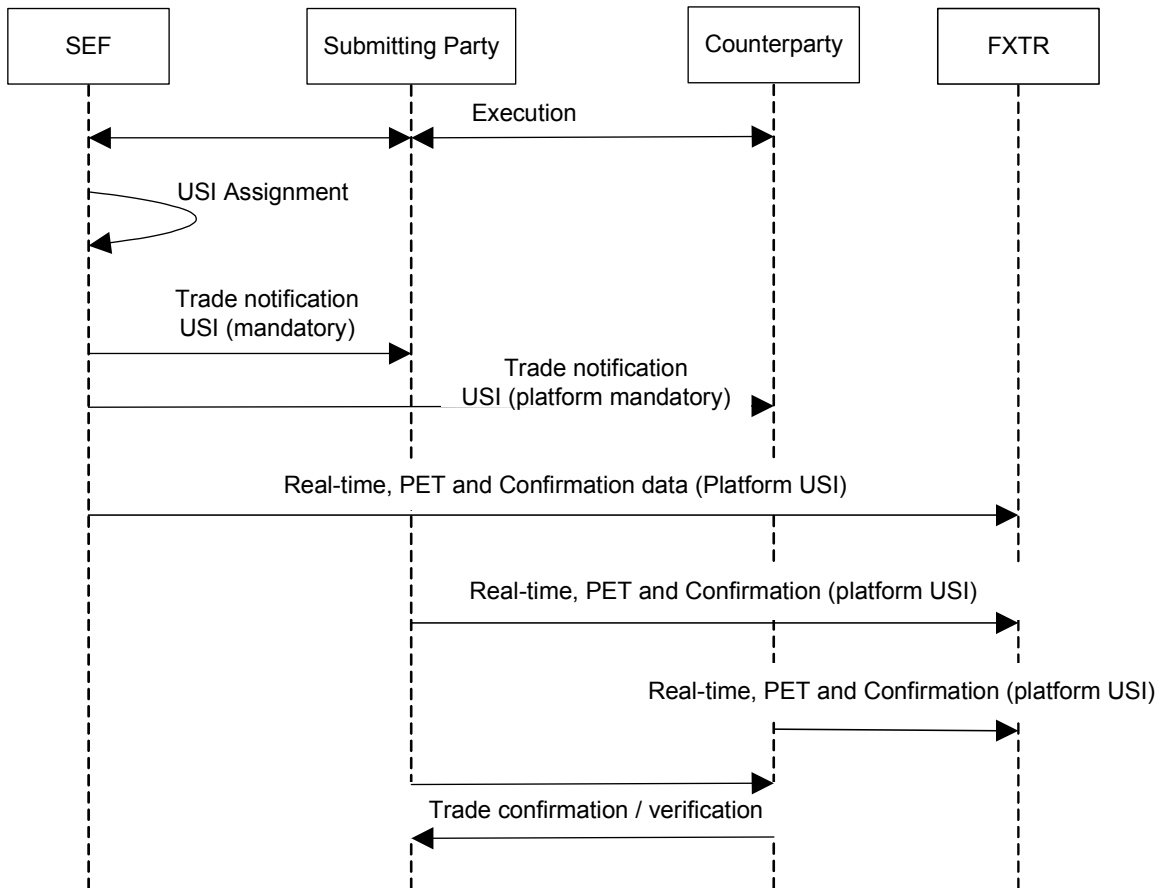 SEF
Submitting Party
Counterparty
FXTR
Execution
USI Assignment
Trade notification
USI (mandatory)
Trade notification
USI (platform mandatory)
Real-time, PET and Confirmation data (Platform USI)
Real-time, PET and Confirmation (platform USI)
Real-time, PET and Confirmation (platform USI)
Trade confirmation / verification